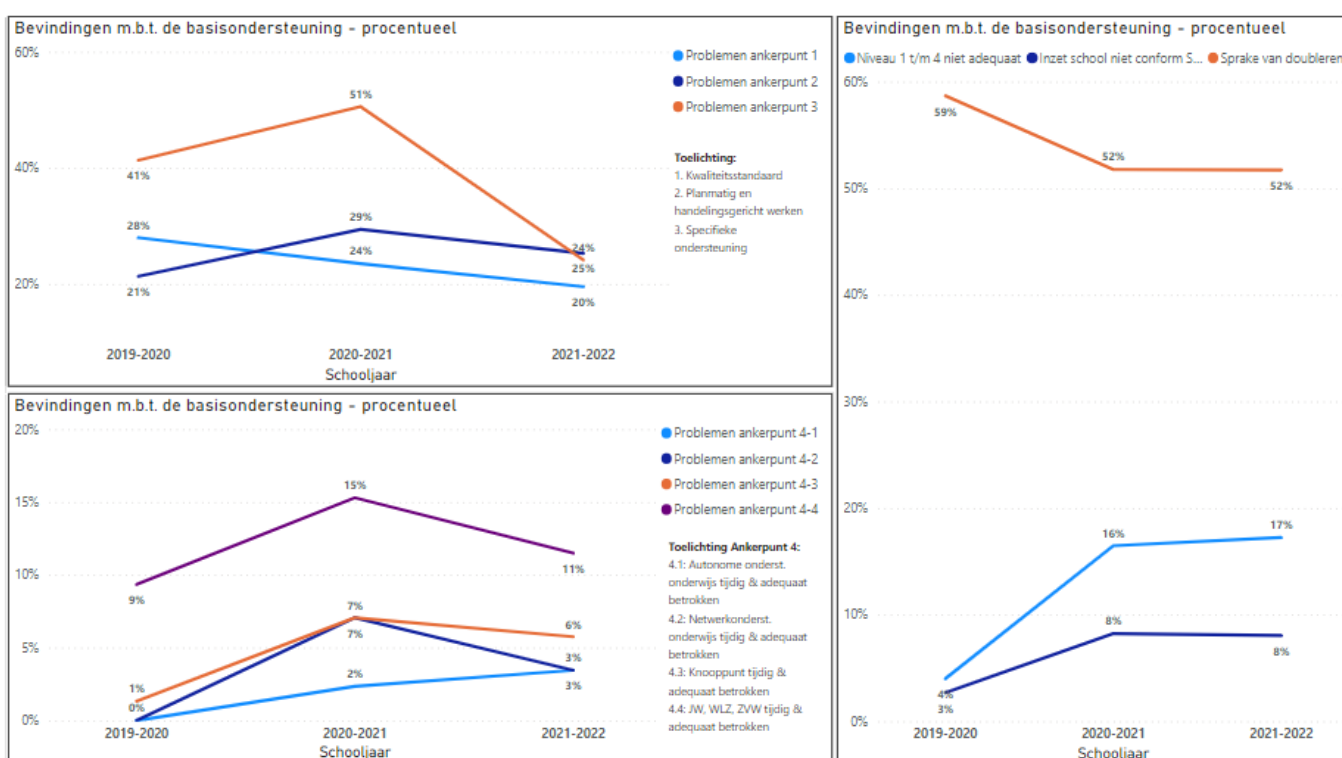 Bevindingen m.b.t. de basisondersteuning - procentueel
60%
40%
20%
41%
51%
28%
29%
24%
21%
24%
25%
20%
2019-2020
2020-2021
2021-2022
Schooljaar
Problemen ankerpunt 1
Problemen ankerpunt 2
Problemen ankerpunt 3
Toelichting:
1. Kwaliteitsstandaard
2. Planmatig en
handelingsgericht werken
3. Specifieke
ondersteuning
Bevindingen m.b.t. de basisondersteuning - procentueel
20%
15%
10%
5%
0%
15%
9%
11%
7%
7%
6%
1%
0%
2%
3%
3%
2019-2020
2020-2021
2021-2022
Schooljaar
Problemen ankerpunt 4-1
Problemen ankerpunt 4-2
Problemen ankerpunt 4-3
Problemen ankerpunt 4-4
Toelichting Ankerpunt 4:
4.1: Autonome onderst.
onderwijs tijdig & adequaat
betrokken
4.2: Netwerkonderst.
onderwijs tijdig & adequaat
betrokken
4.3: Knooppunt tijdig &
adequaat betrokken
4.4: JW, WLZ, ZVW tijdig &
adequaat betrokken
Bevindingen m.b.t. de basisondersteuning - procentueel
Niveau 1 t/m 4 niet adequaat Inzet school niet conform S... Sprake van doubleren
60%
50%
40%
30%
20%
10%
0%
59%
52%
52%
16%
17%
8%
8%
4%
3%
2019-2020
2020-2021
2021-2022
Schooljaar